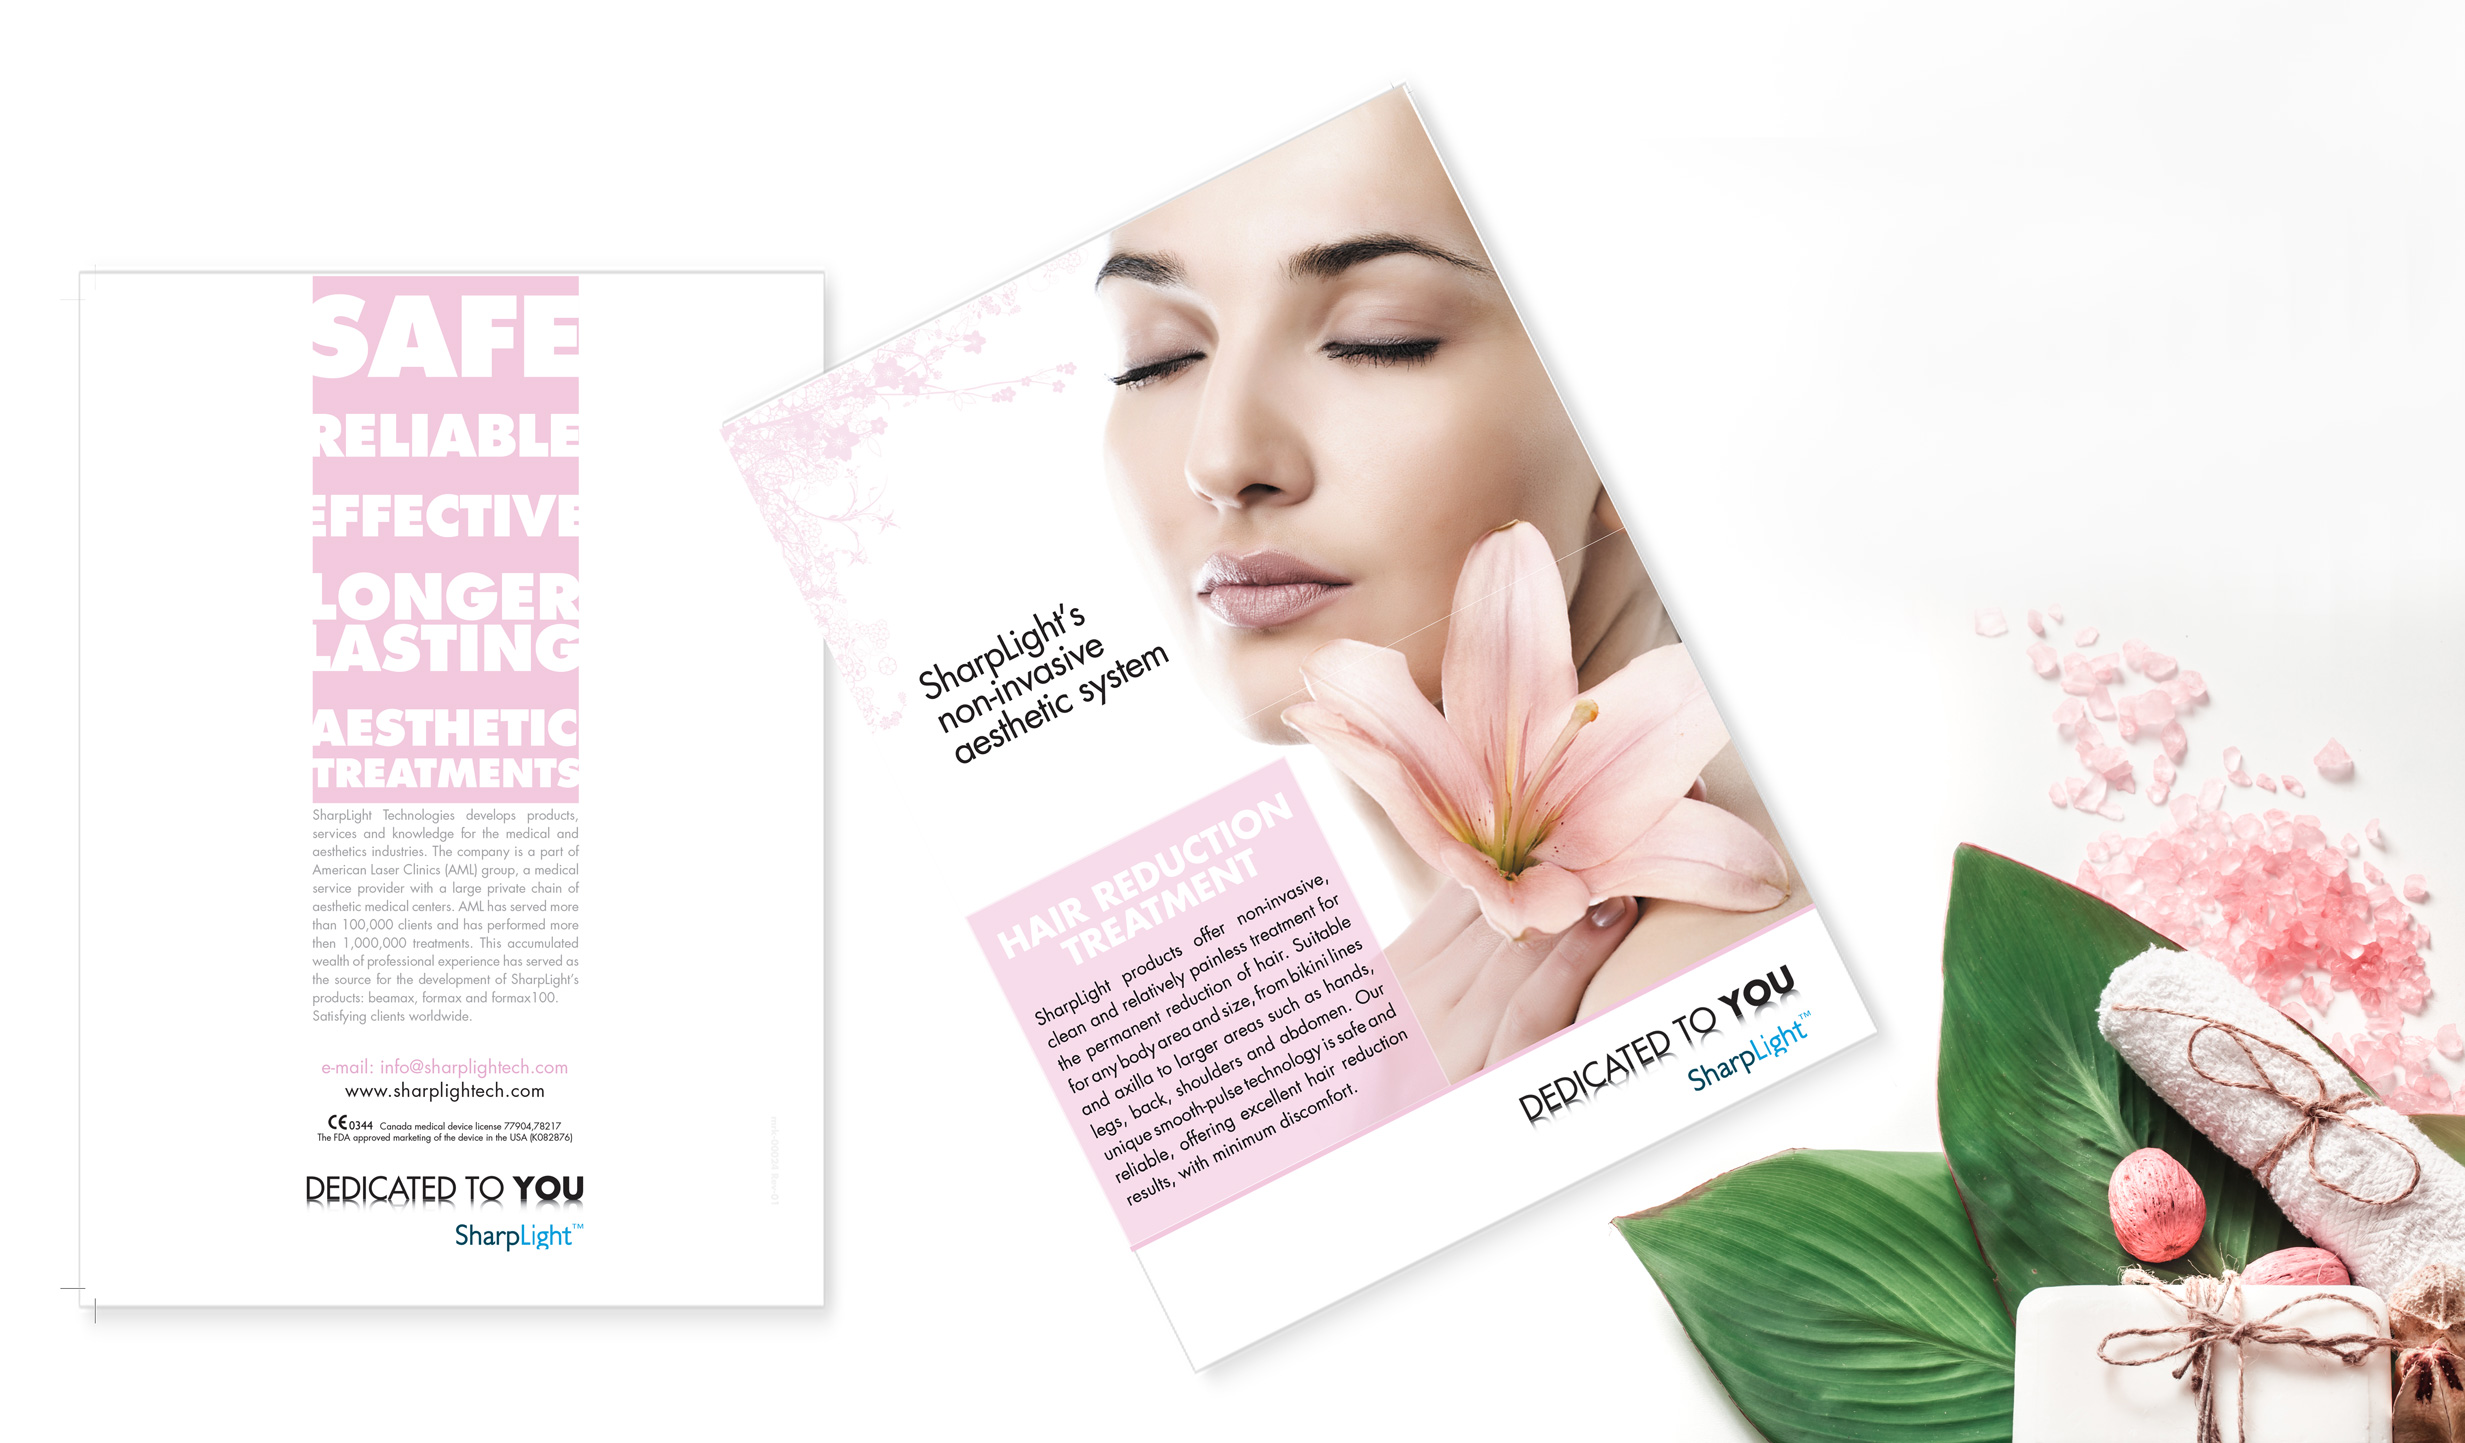 SAFE
RELIABLE
EFFECTIVE
LONGER
LASTING
AESTHETIC
TREATMENTS
SharpLight Technologies develops products,
services and knowledge for the medical and
aesthetics industries. The company is a part of
American Laser Clinics (AML) group, a medical
service provider with a large private chain of
aesthetic medical centers. AML has served more
than 100,000 clients and has performed more
then 1,000,000 treatments. This accumulated
wealth of professional experience has served as
the source for the development of SharpLight's
products: beamax, formax and formax100.
Satisfying clients worldwide.
e-mail: info@sharplightech.com
www.sharplightech.com
CE0344 Canada medical device license 77904,78217
The FDA approved marketing of the device in the USA (K082876)
DEDICATED TO YOU
SharpLight™
SharpLight's
non-invasive
aesthetic system
HAIR REDUCTION
TREATMENT
SharpLight products offer non-invasive,
clean and relatively painless treatment for
the permanent reduction of hair. Suitable
for any body area and size, from bikini lines
and axilla to larger areas such as hands,
legs, back, shoulders and abdomen. Our
unique smooth-pulse technology is safe and
reliable, offering excellent hair reduction
results, with minimum discomfort.
DEDICATED TO YOU
SharpLight™